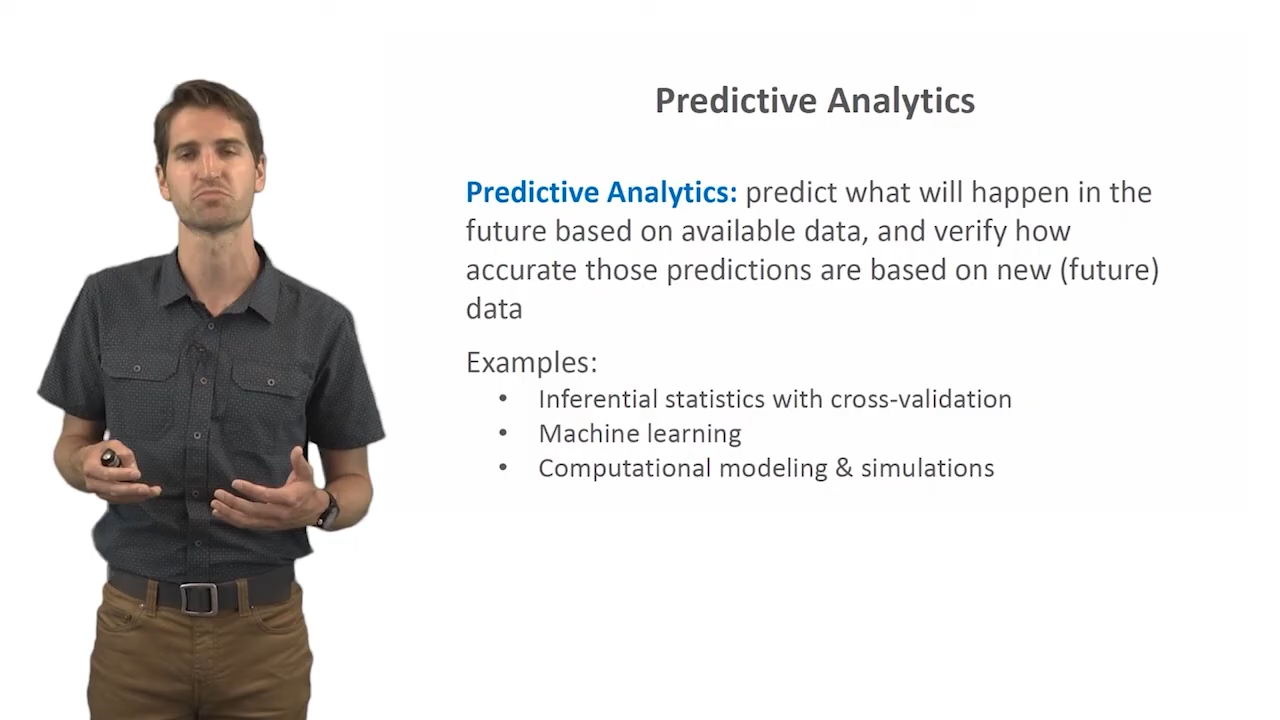 Predictive Analytics
Predictive Analytics: predict what will happen in the
future based on available data, and verify how
accurate those predictions are based on new (future)
data
Examples:
• Inferential statistics with cross-validation
• Machine learning
• Computational modeling & simulations